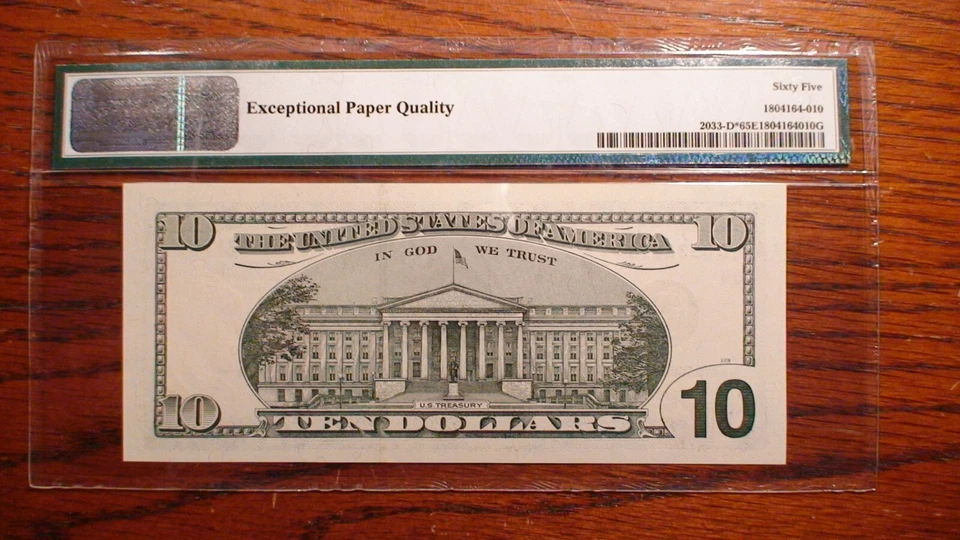 Exceptional Paper Quality
Sixty Five
1804164-010
2033-D*65E1804164010G
10 THE UNITED STATES OF AMERICA 10
IN GOD WE TRUST
U.S. TREASURY
10 TEN DOLLARS 10